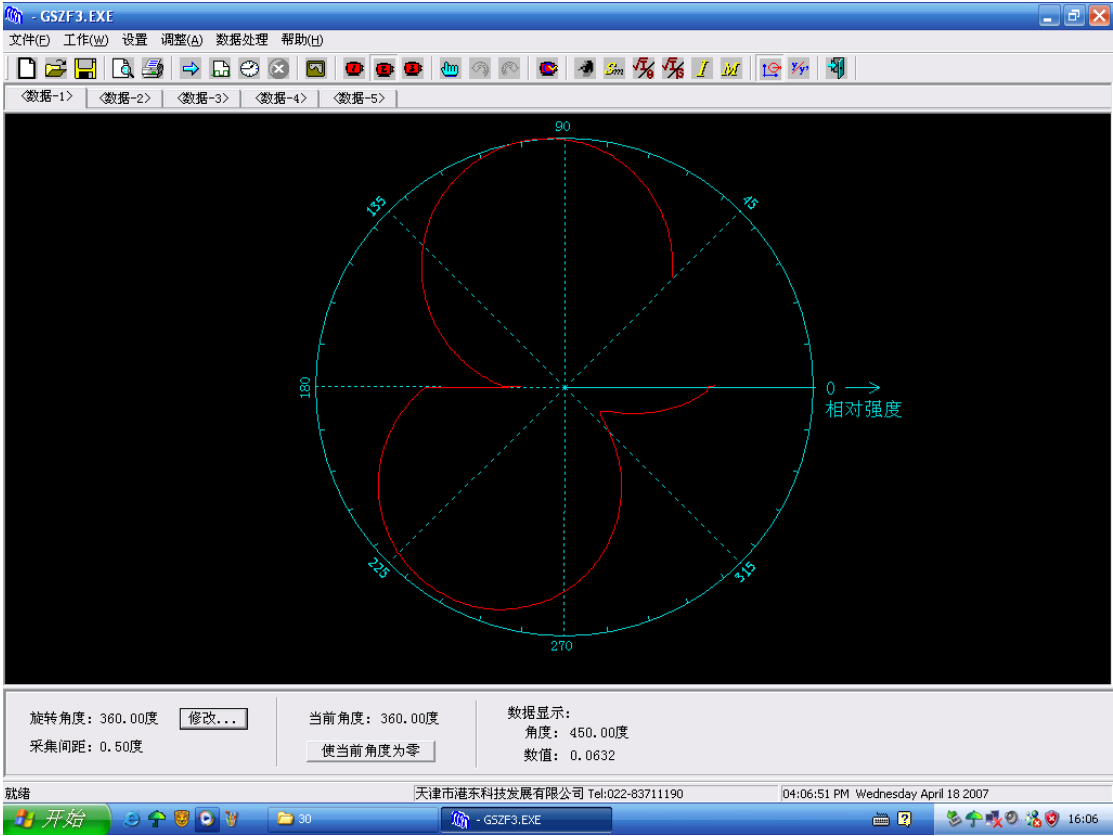 - GSZF3.EXE
文件(F) 工作(W) 设置 调整(A) 数据处理 帮助(H)
Sm √I/θ √I/S I M Y/Y'
<数据-1> <数据-2> <数据-3> <数据-4> <数据-5>
90
135 45
180 0
相对强度
225 315
270
旋转角度: 360.00度 修改... 当前角度: 360.00度 数据显示:
角度: 450.00度
采集间距: 0.50度 使当前角度为零 数值: 0.0632
就绪 天津市港东科技发展有限公司 Tel:022-83711190 04:06:51 PM Wednesday April 18 2007
开始 30 - GSZF3.EXE 16:06